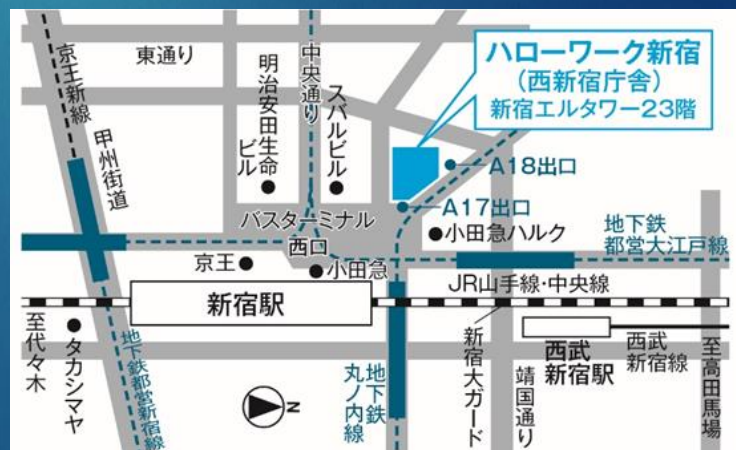 京王新線
東通り
甲州街道
明治安田生命
ビル
中央通り
スバルビル
ハローワーク新宿
（西新宿庁舎）
新宿エルタワー23階
A18出口
A17出口
バスターミナル
西口
小田急ハルク
地下鉄
都営大江戸線
京王
小田急
JR山手線・中央線
新宿駅
至代々木
タカシマヤ
地下鉄都営新宿線
N
地下鉄
丸ノ内線
新宿大ガード
靖国通り
西武
新宿駅
西武
新宿線
至高田馬場